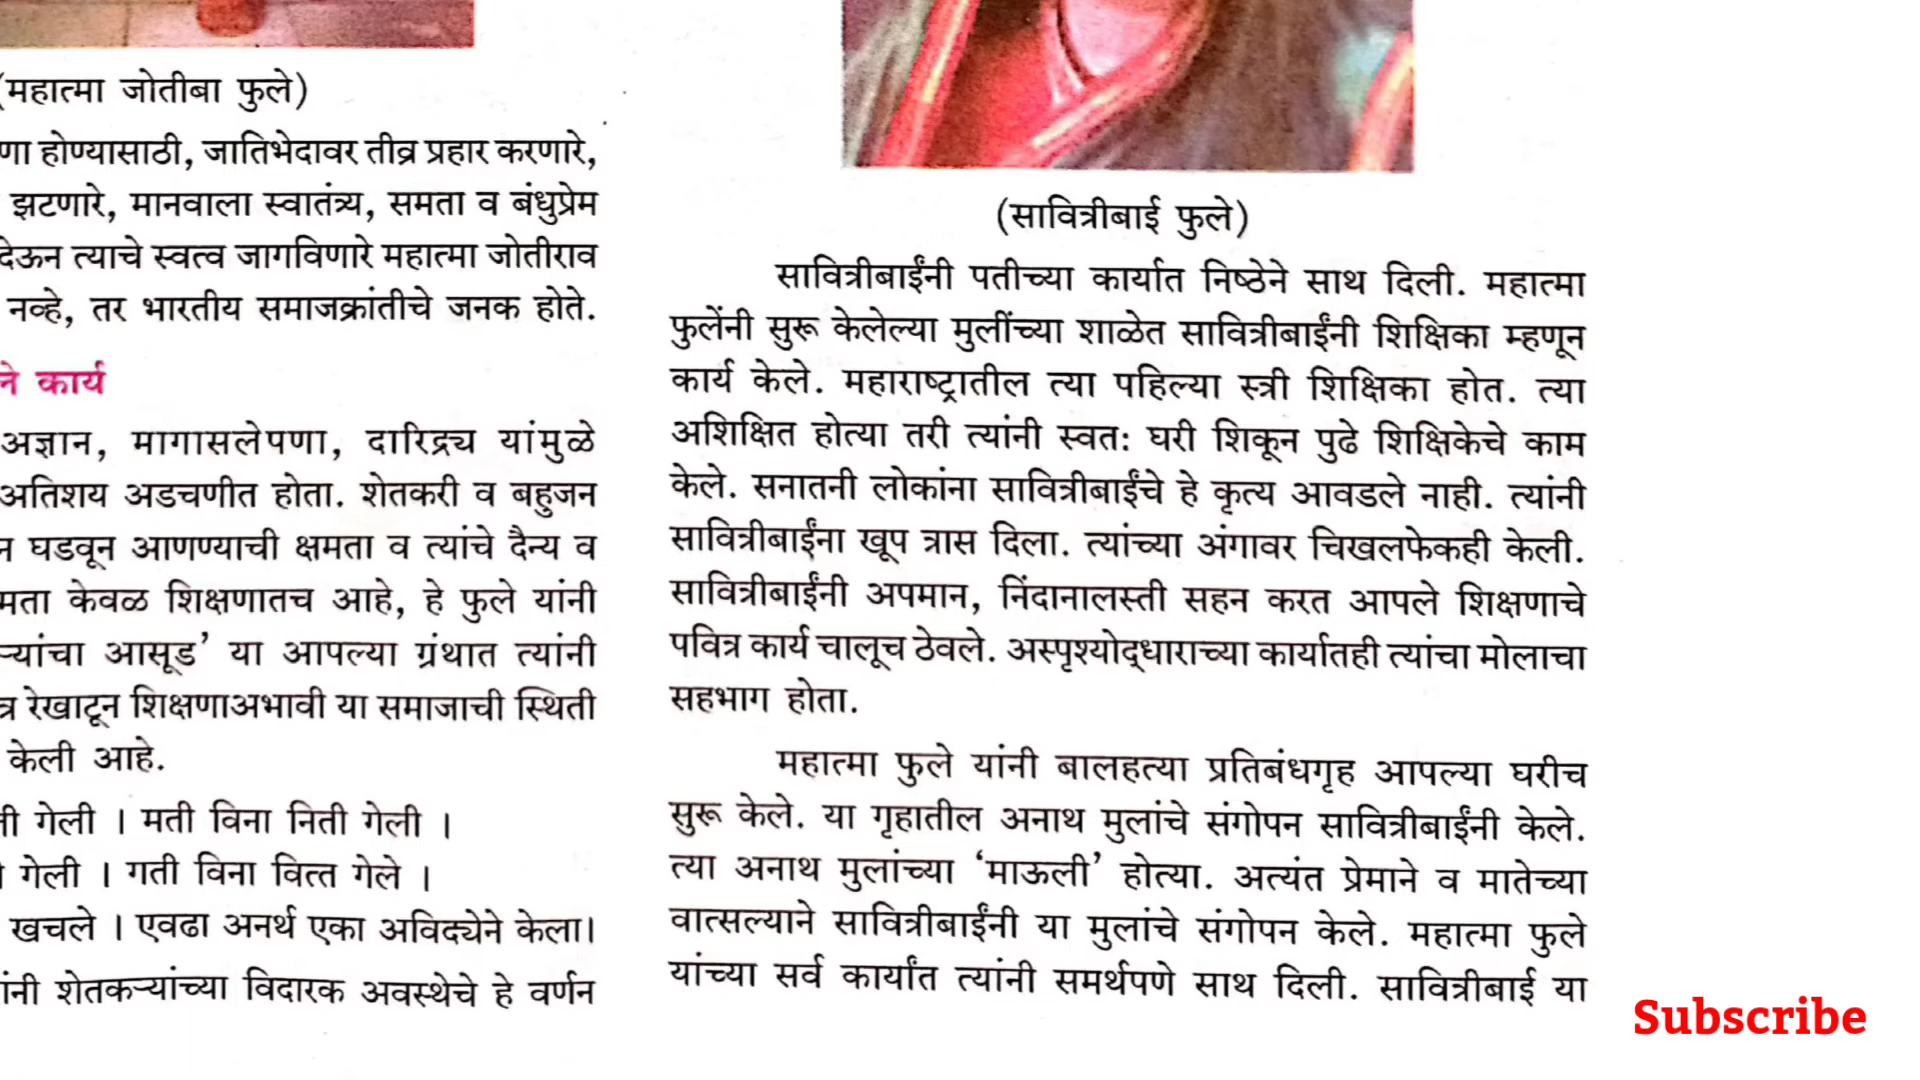 (महात्मा जोतीबा फुले)
होण्यासाठी, जातिभेदावर तीव्र प्रहार करणारे,
झटणारे, मानवाला स्वातंत्र्य, समता व बंधुप्रेम
देऊन त्याचे स्वत्व जागविणारे महात्मा जोतीराव
नव्हे, तर भारतीय समाजक्रांतीचे जनक होते.
ने कार्य
अज्ञान, मागासलेपणा, दारिद्र्य यांमुळे
अतिशय अडचणीत होता. शेतकरी व बहुजन
घडवून आणण्याची क्षमता व त्यांचे दैन्य व
केवळ शिक्षणातच आहे, हे फुले यांनी
आसूड’ या आपल्या ग्रंथात त्यांनी
रेखाटून शिक्षणाअभावी या समाजाची स्थिती
केली आहे.
गेली । मती विना निती गेली ।
गेली । गती विना वित्त गेले ।
खचले । एवढा अनर्थ एका अविद्येने केला।
शेतकऱ्यांच्या विदारक अवस्थेचे हे वर्णन
(सावित्रीबाई फुले)
सावित्रीबाईंनी पतीच्या कार्यात निष्ठेने साथ दिली. महात्मा
फुलेंनी सुरू केलेल्या मुलींच्या शाळेत सावित्रीबाईंनी शिक्षिका म्हणून
कार्य केले. महाराष्ट्रातील त्या पहिल्या स्त्री शिक्षिका होत. त्या
अशिक्षित होत्या तरी त्यांनी स्वतः घरी शिकून पुढे शिक्षिकेचे काम
केले. सनातनी लोकांना सावित्रीबाईंचे हे कृत्य आवडले नाही. त्यांनी
सावित्रीबाईंना खूप त्रास दिला. त्यांच्या अंगावर चिखलफेकही केली.
सावित्रीबाईंनी अपमान, निंदानालस्ती सहन करत आपले शिक्षणाचे
पवित्र कार्य चालूच ठेवले. अस्पृश्योद्धाराच्या कार्यातही त्यांचा मोलाचा
सहभाग होता.
महात्मा फुले यांनी बालहत्या प्रतिबंधगृह आपल्या घरीच
सुरू केले. या गृहातील अनाथ मुलांचे संगोपन सावित्रीबाईंनी केले.
त्या अनाथ मुलांच्या ‘माऊली’ होत्या. अत्यंत प्रेमाने व मातेच्या
वात्सल्याने सावित्रीबाईंनी या मुलांचे संगोपन केले. महात्मा फुले
यांच्या सर्व कार्यांत त्यांनी समर्थपणे साथ दिली. सावित्रीबाई या
Subscribe